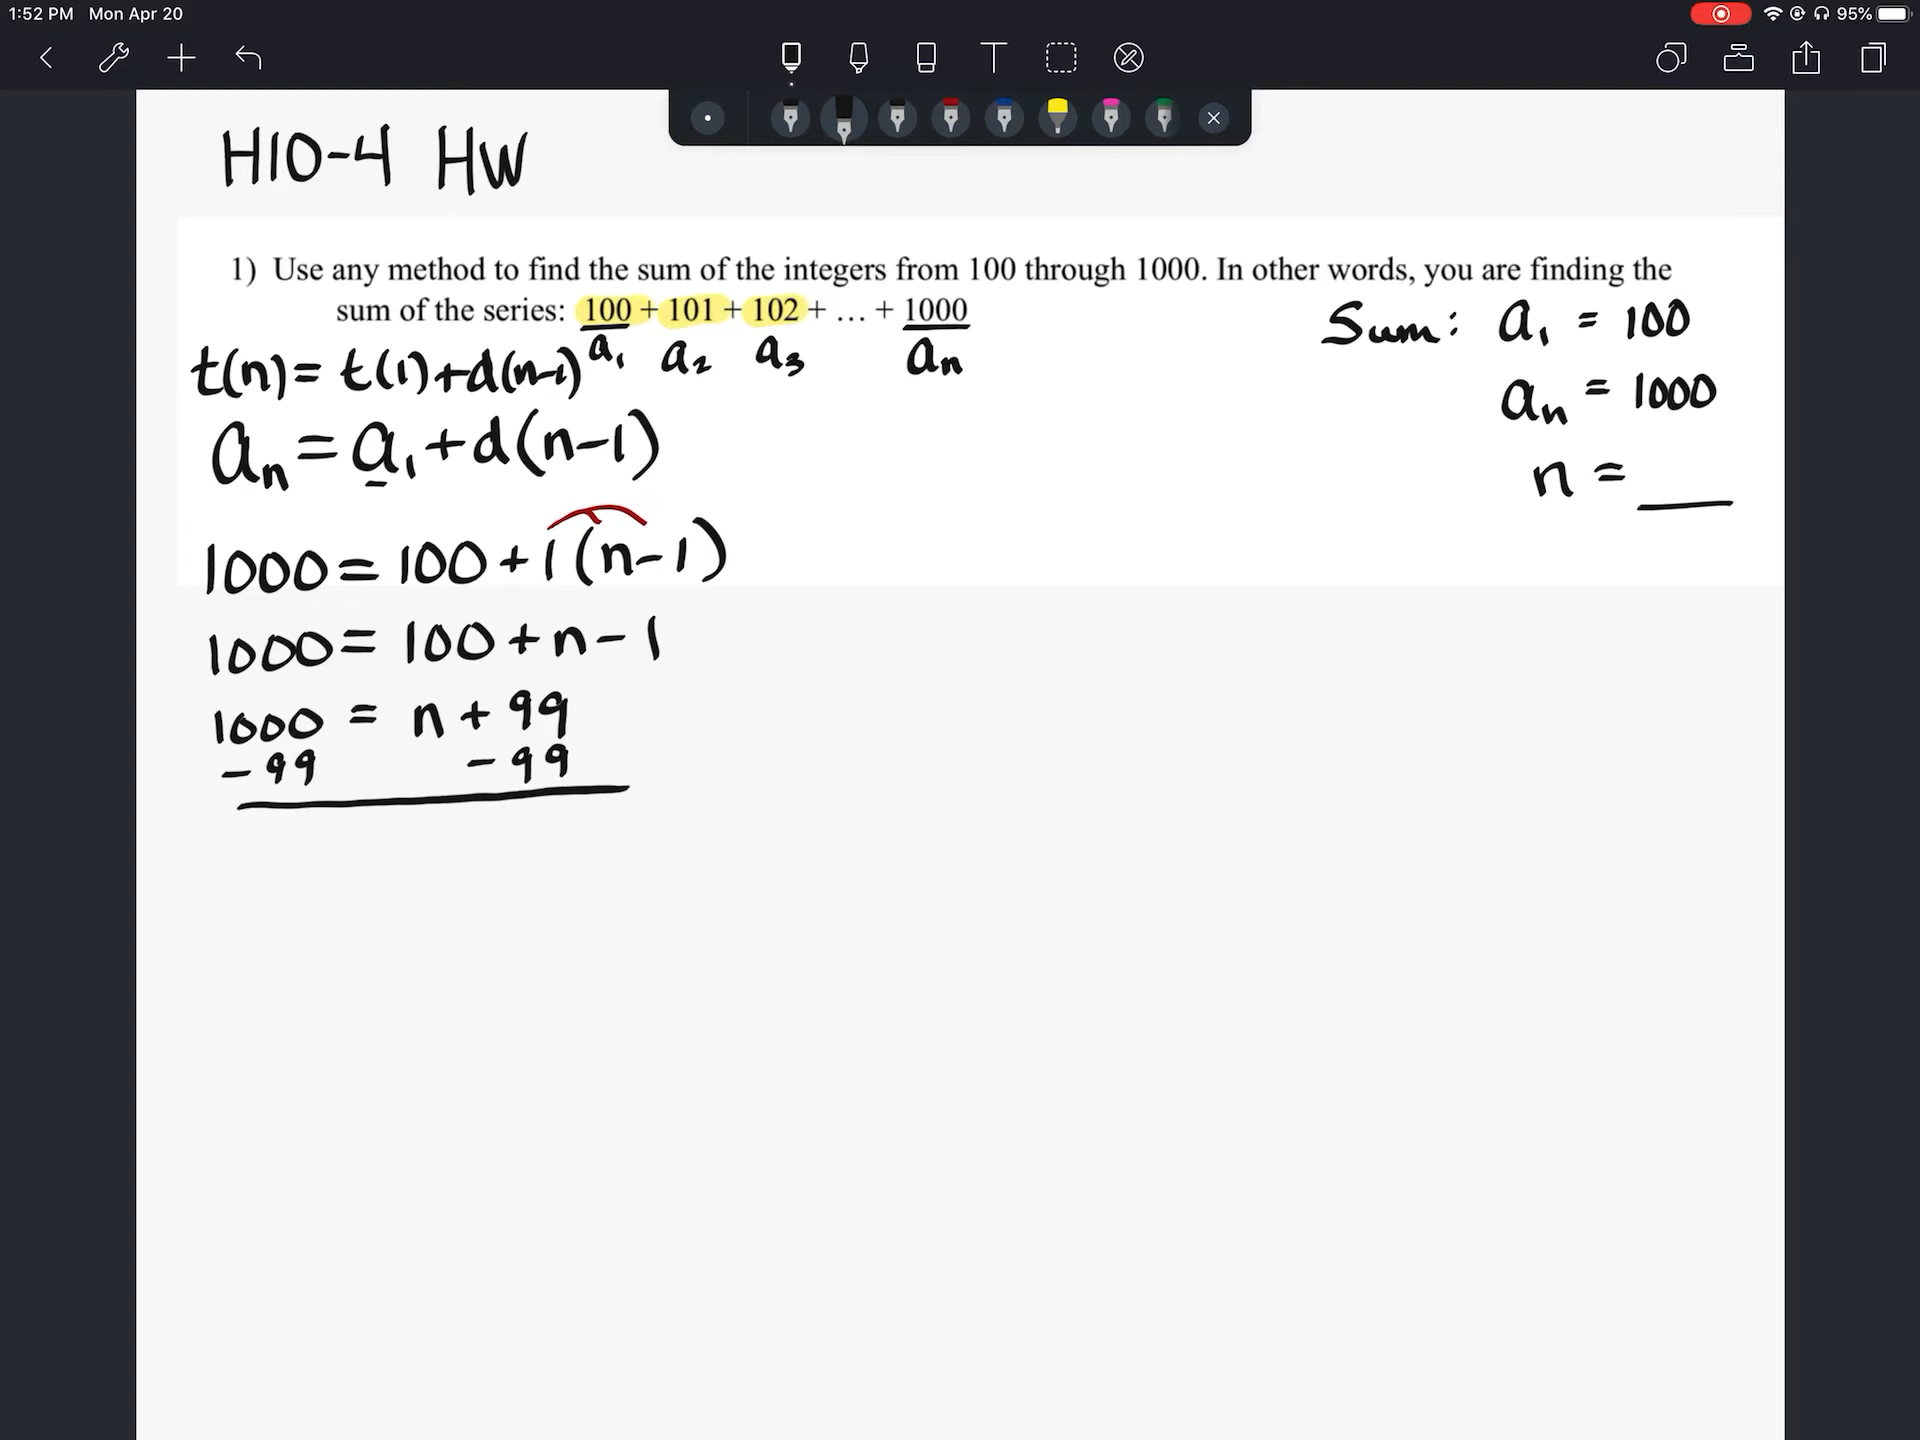 1:52 PM Mon Apr 20
95%
T
H10-4 HW
1) Use any method to find the sum of the integers from 100 through 1000. In other words, you are finding the
sum of the series: 100 + 101 + 102 + … + 1000
a₁ a₂ a₃ aₙ
t(n)= t(1)+d(n-1)
aₙ = a₁ + d(n-1)
1000 = 100 + 1(n-1)
1000 = 100 + n - 1
1000 = n + 99
-99 -99
Sum: a₁ = 100
aₙ = 1000
n = ___